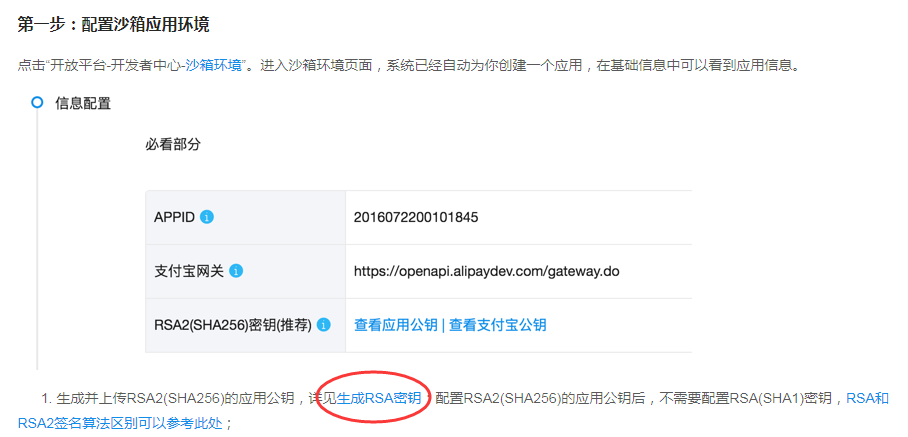 第一步：配置沙箱应用环境
点击“开放平台-开发者中心-沙箱环境”。进入沙箱环境页面，系统已经自动为你创建一个应用，在基础信息中可以看到应用信息。
信息配置
必看部分
APPID 2016072200101845
支付宝网关 https://openapi.alipaydev.com/gateway.do
RSA2(SHA256)密钥(推荐) 查看应用公钥 | 查看支付宝公钥
1. 生成并上传RSA2(SHA256)的应用公钥，详见生成RSA密钥，配置RSA2(SHA256)的应用公钥后，不需要配置RSA(SHA1)密钥，RSA和
RSA2签名算法区别可以参考此处；